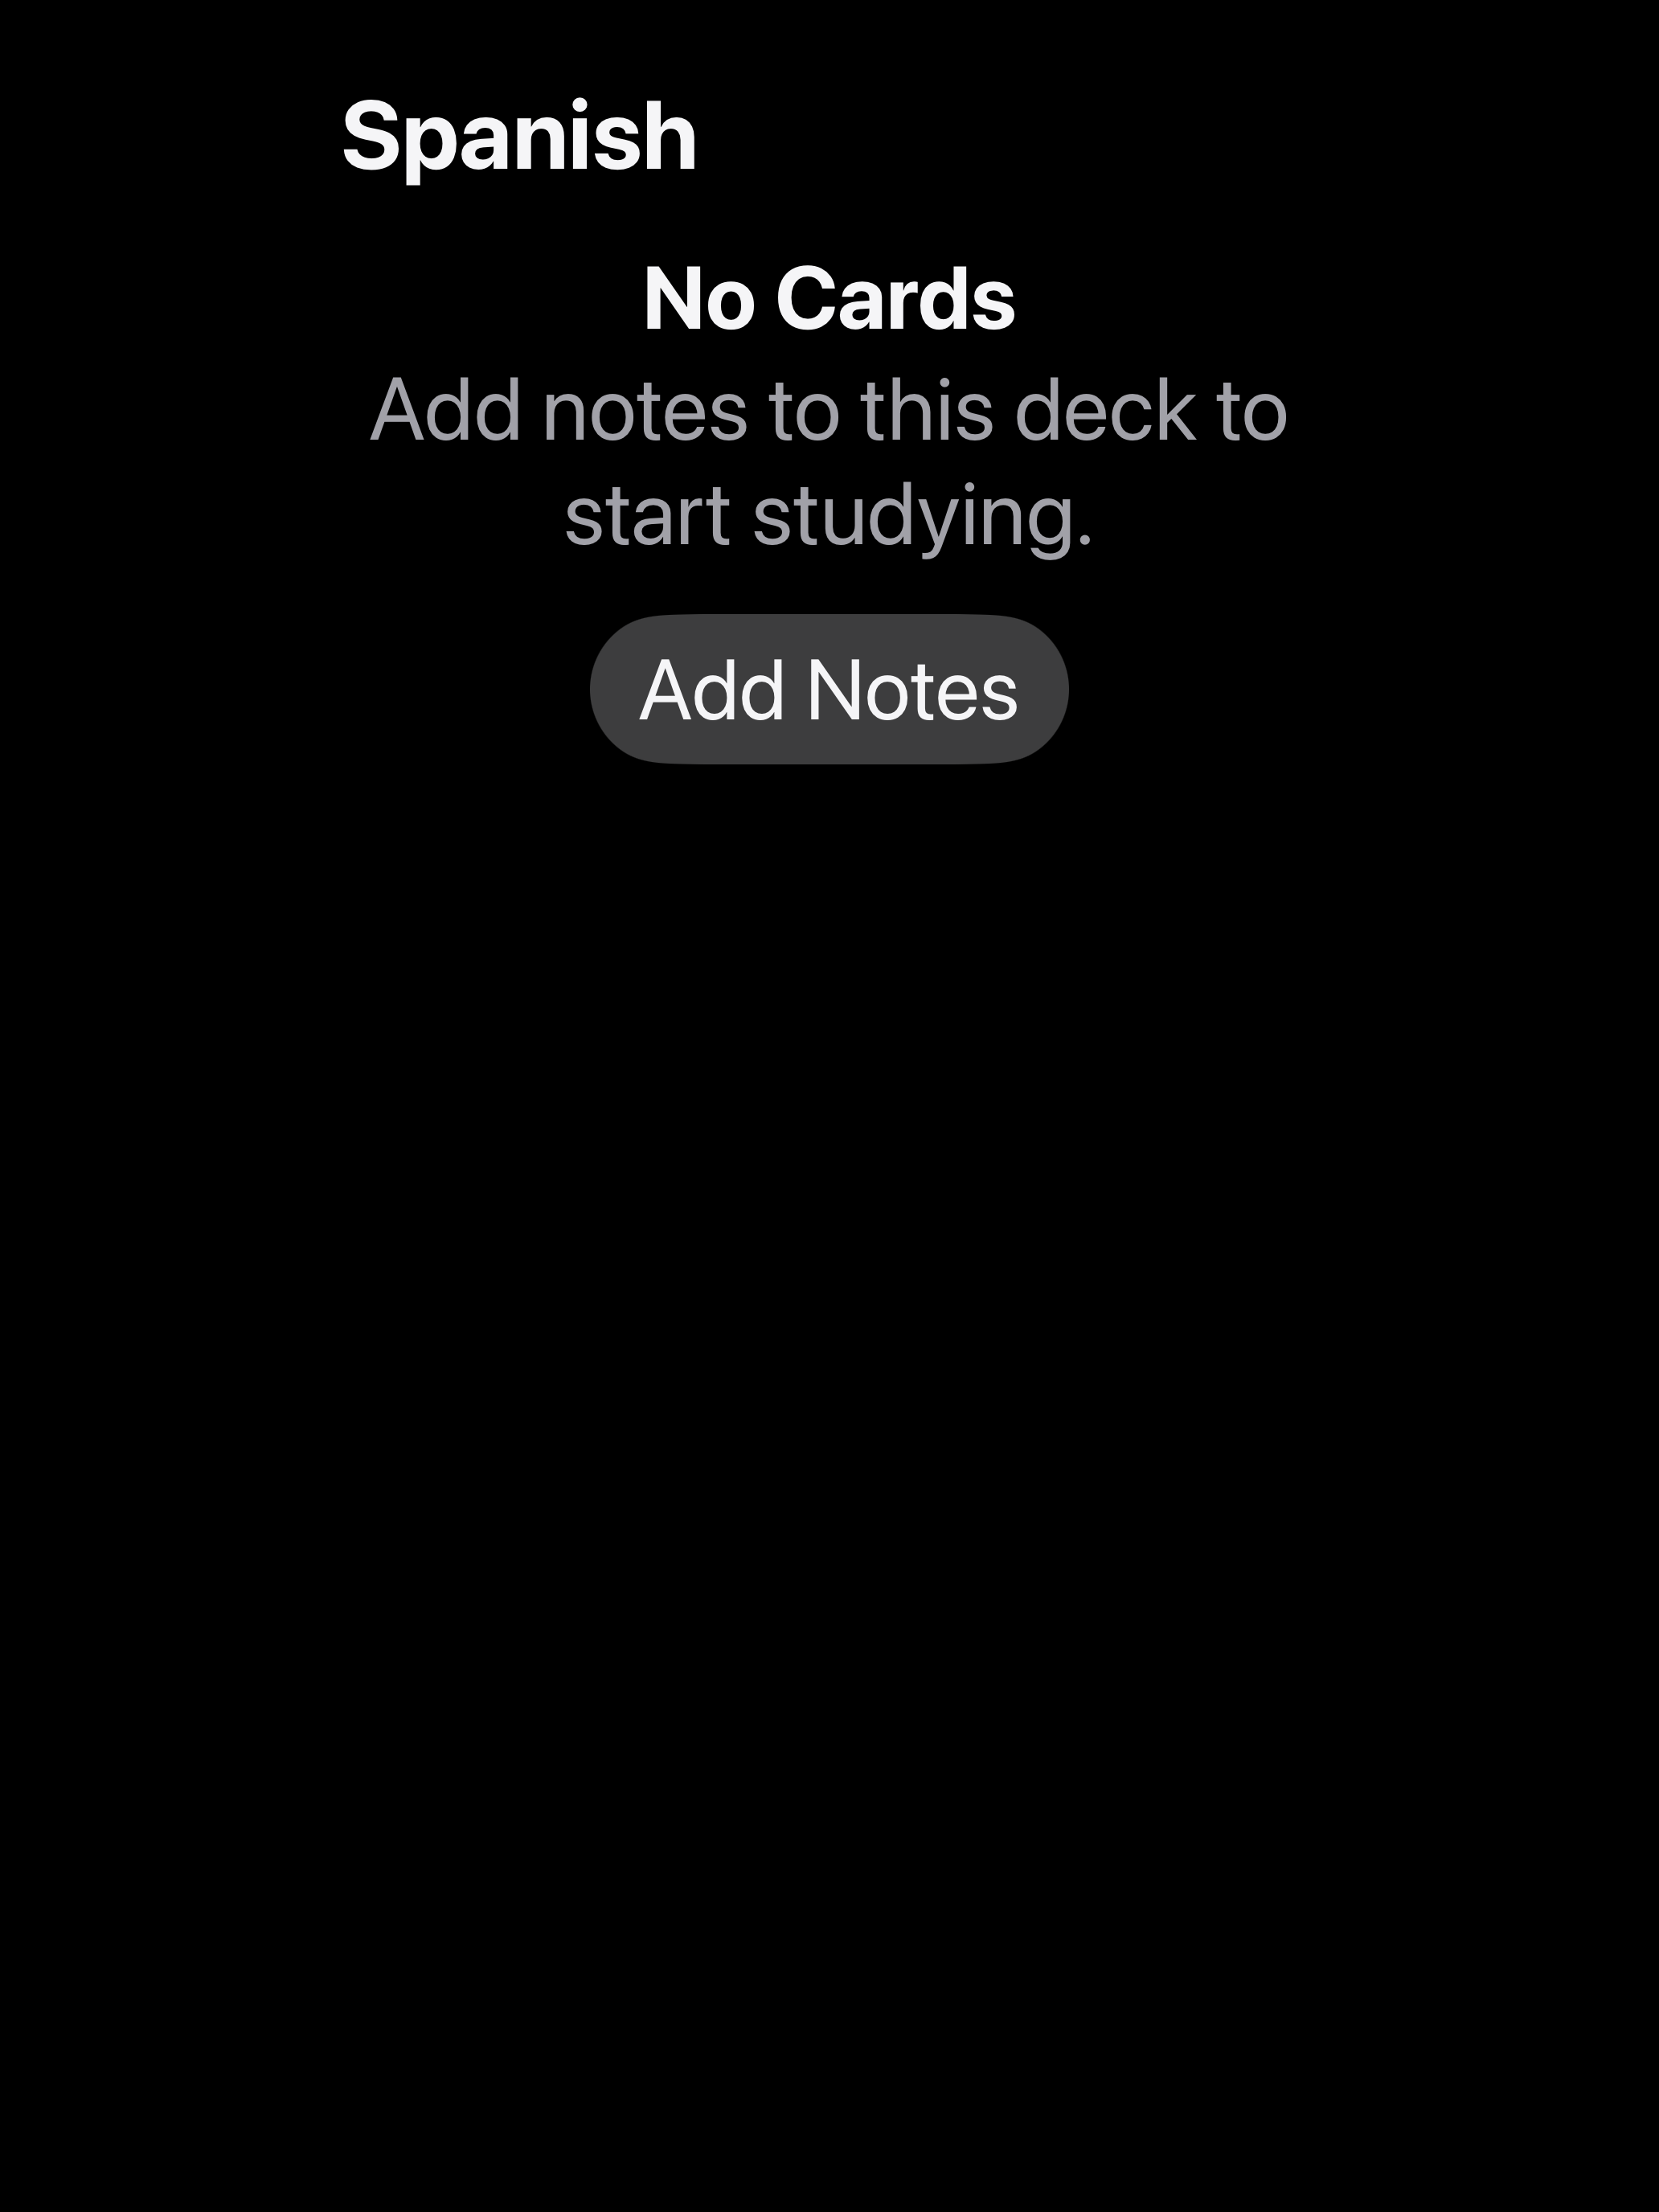 Spanish
No Cards
Add notes to this deck to
start studying.
Add Notes